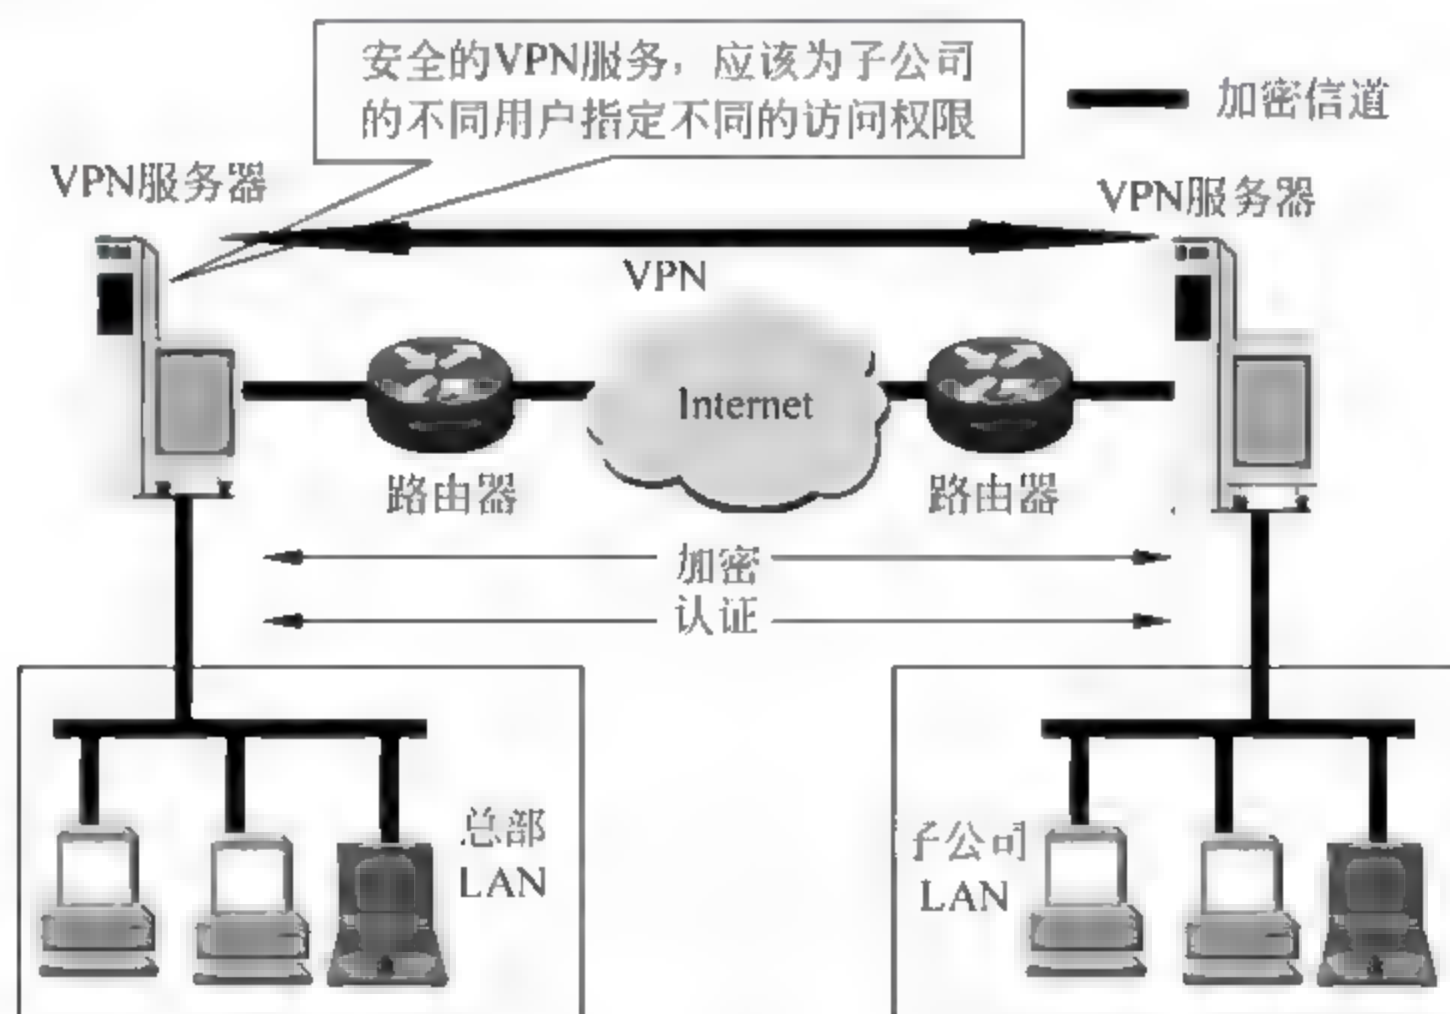 安全的VPN服务，应该为子公司
的不同用户指定不同的访问权限
加密信道
VPN服务器
VPN服务器
VPN
Internet
路由器
路由器
加密
认证
总部
LAN
子公司
LAN